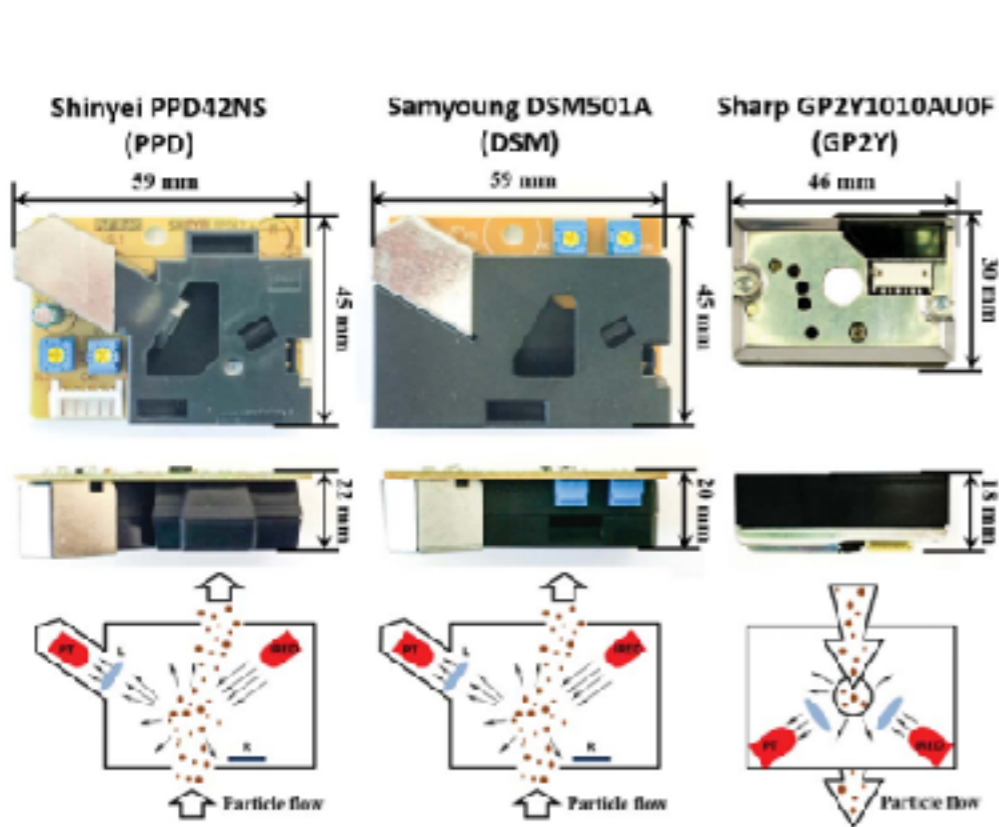 Shinyei PPD42NS
(PPD)
59 mm
45 mm
22 mm
PT
L
IRED
R
Particle flow
Samyoung DSM501A
(DSM)
59 mm
45 mm
20 mm
PT
L
IRED
R
Particle flow
Sharp GP2Y1010AU0F
(GP2Y)
46 mm
30 mm
18 mm
PT
IRED
Particle flow